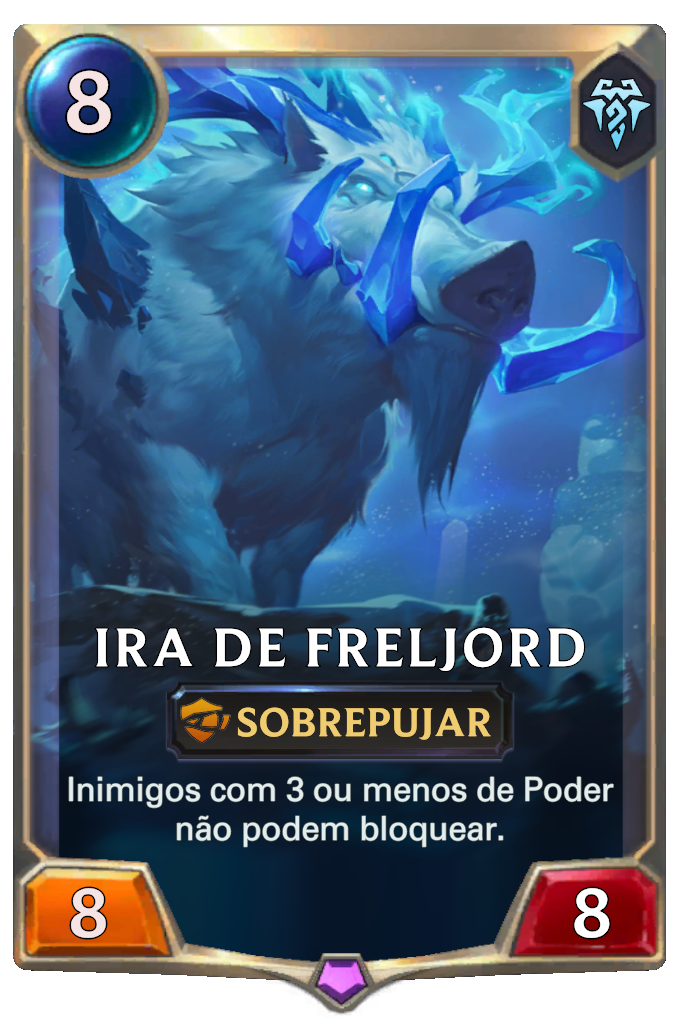 8
IRA DE FRELJORD
SOBREPUJAR
Inimigos com 3 ou menos de Poder
não podem bloquear.
8 8